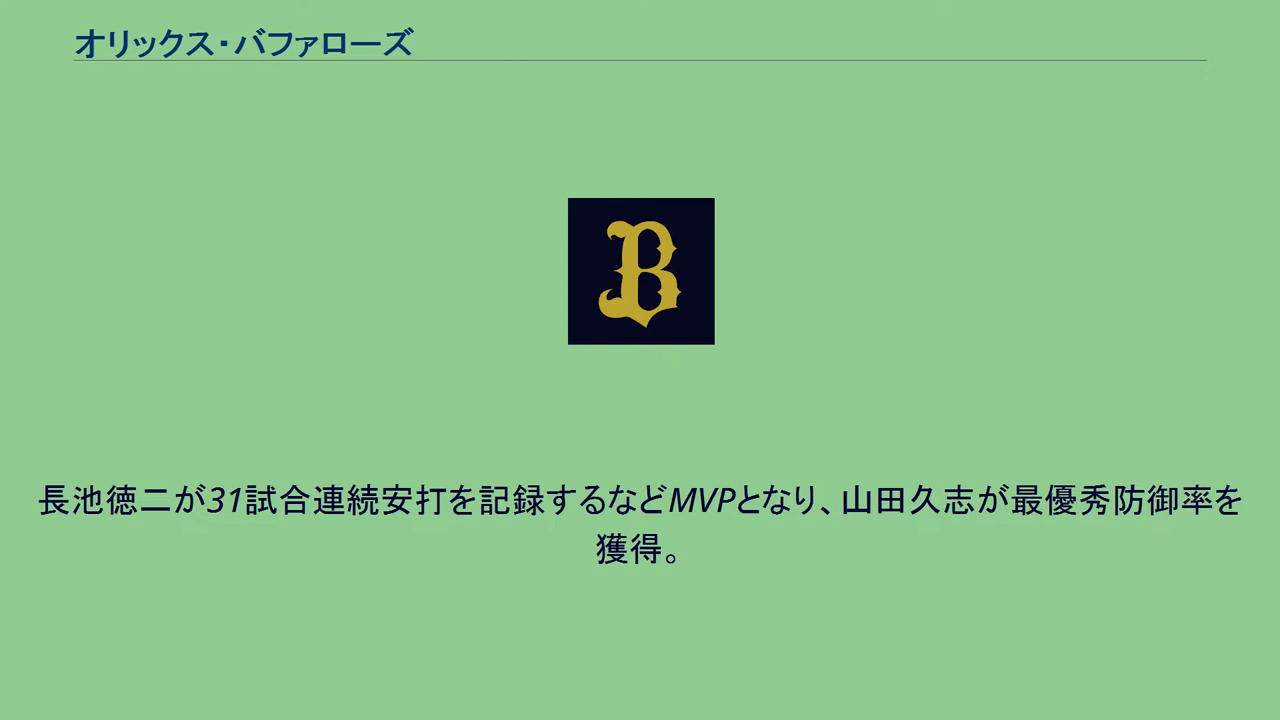 オリックス・バファローズ
B
長池徳二が31試合連続安打を記録するなどMVPとなり、山田久志が最優秀防御率を
獲得。